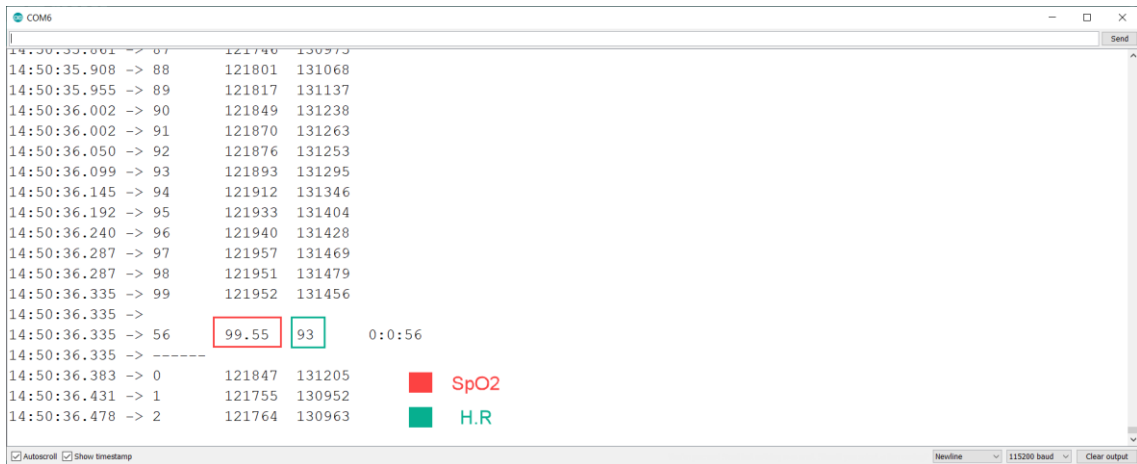 COM6
Send
14:50:35.861 -> 87 121746 130975
14:50:35.908 -> 88 121801 131068
14:50:35.955 -> 89 121817 131137
14:50:36.002 -> 90 121849 131238
14:50:36.002 -> 91 121870 131263
14:50:36.050 -> 92 121876 131253
14:50:36.099 -> 93 121893 131295
14:50:36.145 -> 94 121912 131346
14:50:36.192 -> 95 121933 131404
14:50:36.240 -> 96 121940 131428
14:50:36.287 -> 97 121957 131469
14:50:36.287 -> 98 121951 131479
14:50:36.335 -> 99 121952 131456
14:50:36.335 ->
14:50:36.335 -> 56 99.55 93 0:0:56
14:50:36.335 -> ------
14:50:36.383 -> 0 121847 131205
14:50:36.431 -> 1 121755 130952
14:50:36.478 -> 2 121764 130963
SpO2
H.R
Autoscroll Show timestamp Newline 115200 baud Clear output